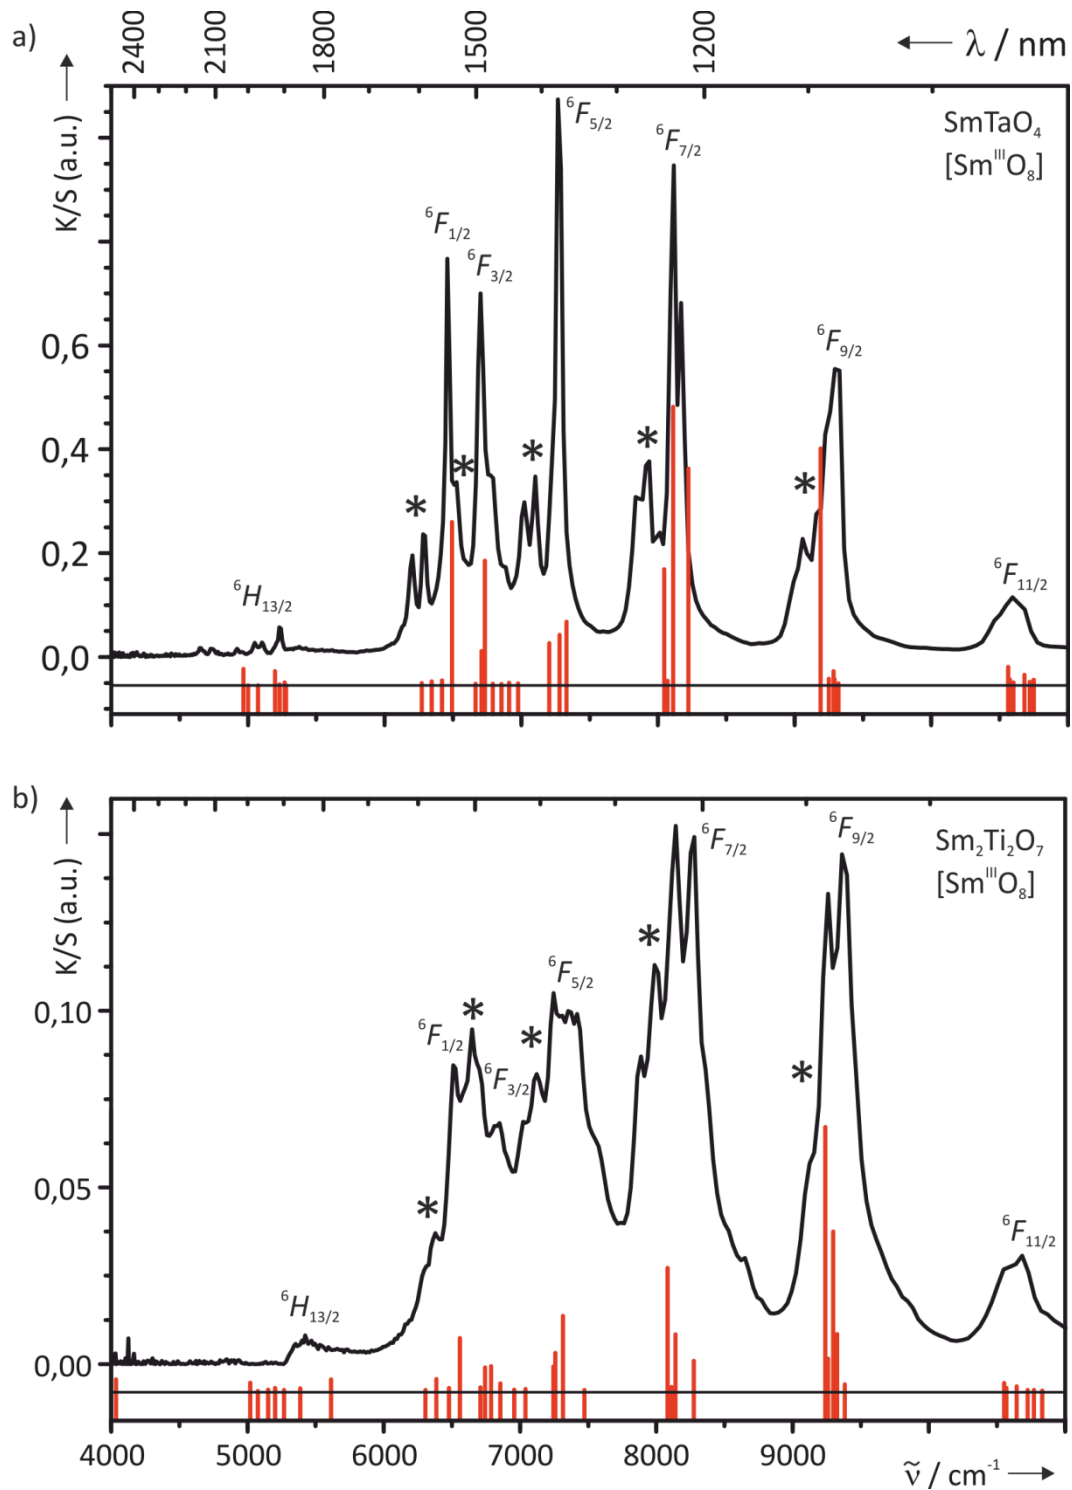 a)
2400 2100 1800 1500 1200 ← λ / nm
K/S (a.u.) →
SmTaO₄
[SmᴵᴵᴵO₈]
⁶F₅/₂
⁶F₇/₂
⁶F₁/₂
⁶F₃/₂
⁶F₉/₂
0,6
0,4
*
*
*
*
*
0,2
⁶H₁₃/₂
⁶F₁₁/₂
0,0
b)
K/S (a.u.) →
Sm₂Ti₂O₇
[SmᴵᴵᴵO₈]
⁶F₇/₂
⁶F₉/₂
*
⁶F₅/₂
0,10
*
*
⁶F₁/₂
⁶F₃/₂
*
0,05
*
⁶F₁₁/₂
⁶H₁₃/₂
0,00
4000 5000 6000 7000 8000 9000 ν̃ / cm⁻¹ →